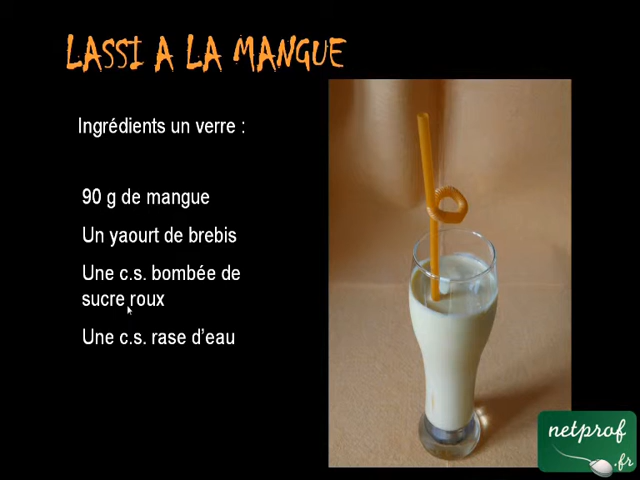 LASSI A LA MANGUE
Ingrédients un verre :
90 g de mangue
Un yaourt de brebis
Une c.s. bombée de
sucre roux
Une c.s. rase d’eau
netprof
.fr